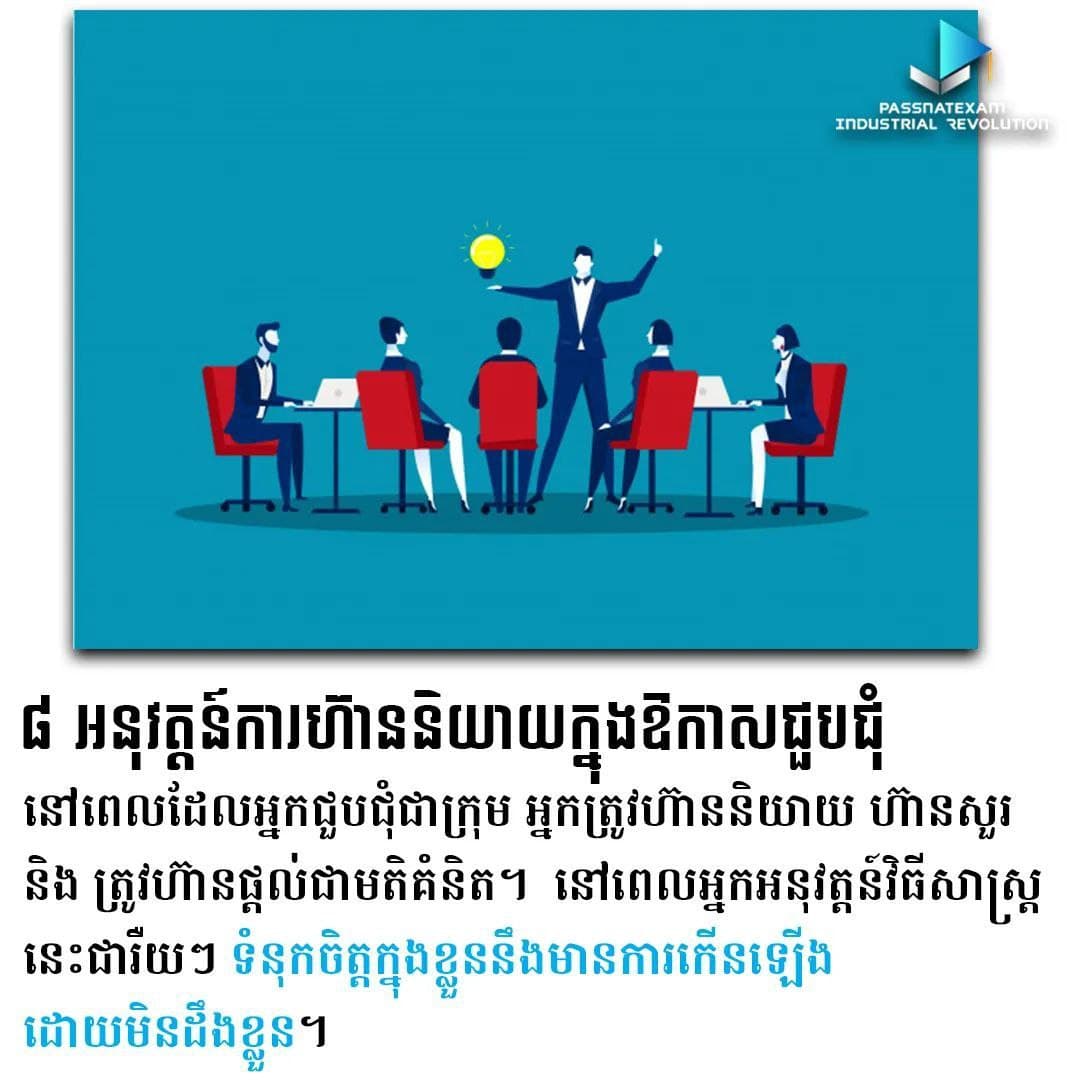 PASSNATEXAM
INDUSTRIAL REVOLUTION
៨ អនុវត្តន៍ការហ៊ាននិយាយក្នុងឱកាសជួបជុំ
នៅពេលដែលអ្នកជួបជុំជាក្រុម អ្នកត្រូវហ៊ាននិយាយ ហ៊ានសួរ
និង ត្រូវហ៊ានផ្តល់ជាមតិគំនិត។ នៅពេលអ្នកអនុវត្តន៍វិធីសាស្ត្រ
នេះជារឺយៗ ទំនុកចិត្តក្នុងខ្លួននឹងមានការកើនឡើង
ដោយមិនដឹងខ្លួន។